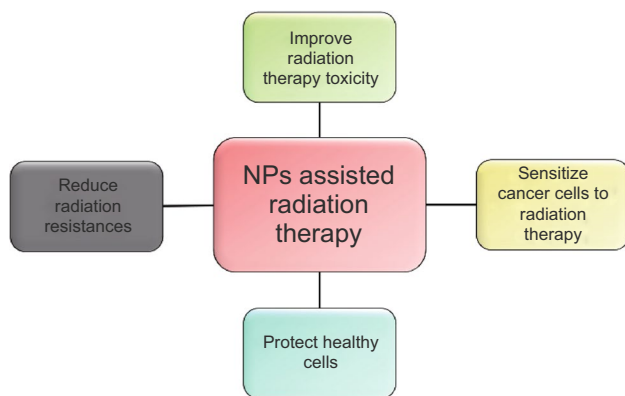 Improve
radiation
therapy toxicity
Reduce
radiation
resistances
NPs assisted
radiation
therapy
Sensitize
cancer cells to
radiation
therapy
Protect healthy
cells